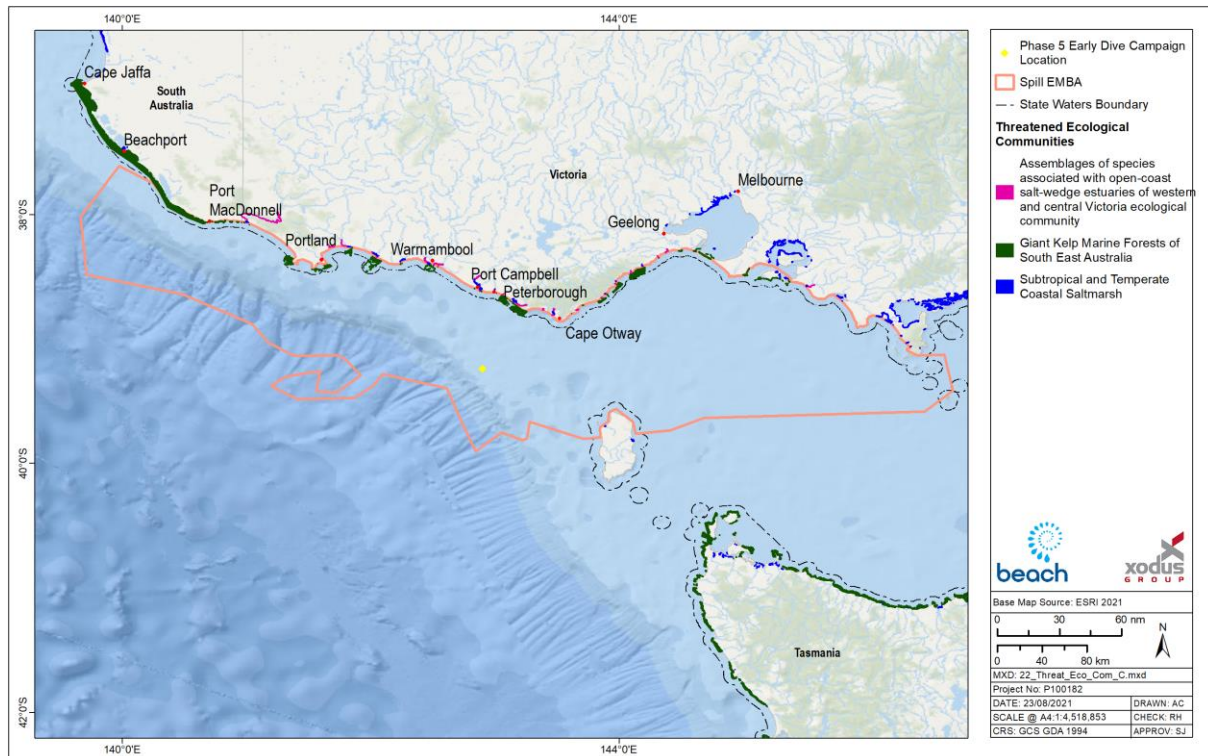 140°0'E
144°0'E
38°0'S
40°0'S
42°0'S
38°0'S
40°0'S
42°0'S
140°0'E
144°0'E
Cape Jaffa
South
Australia
Beachport
Port
MacDonnell
Portland
Victoria
Warrnambool
Port Campbell
Peterborough
Cape Otway
Geelong
Melbourne
Tasmania
Phase 5 Early Dive Campaign
Location
Spill EMBA
State Waters Boundary
Threatened Ecological
Communities
Assemblages of species
associated with open-coast
salt-wedge estuaries of western
and central Victoria ecological
community
Giant Kelp Marine Forests of
South East Australia
Subtropical and Temperate
Coastal Saltmarsh
beach
xodus
GROUP
Base Map Source: ESRI 2021
0 30 60 nm
N
0 40 80 km
MXD: 22_Threat_Eco_Com_C.mxd
Project No: P100182
DATE: 23/08/2021 DRAWN: AC
SCALE @ A4:1:4,518,853 CHECK: RH
CRS: GCS GDA 1994 APPROV: SJ